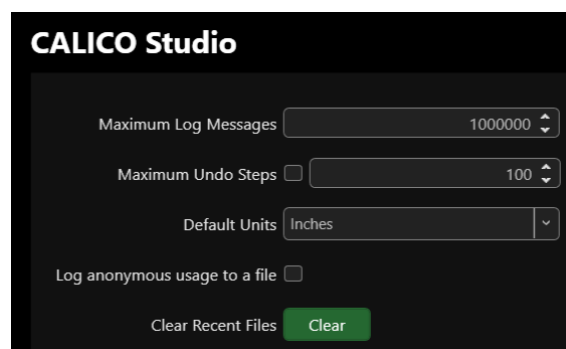 CALICO Studio
Maximum Log Messages 1000000
Maximum Undo Steps 100
Default Units Inches
Log anonymous usage to a file
Clear Recent Files Clear